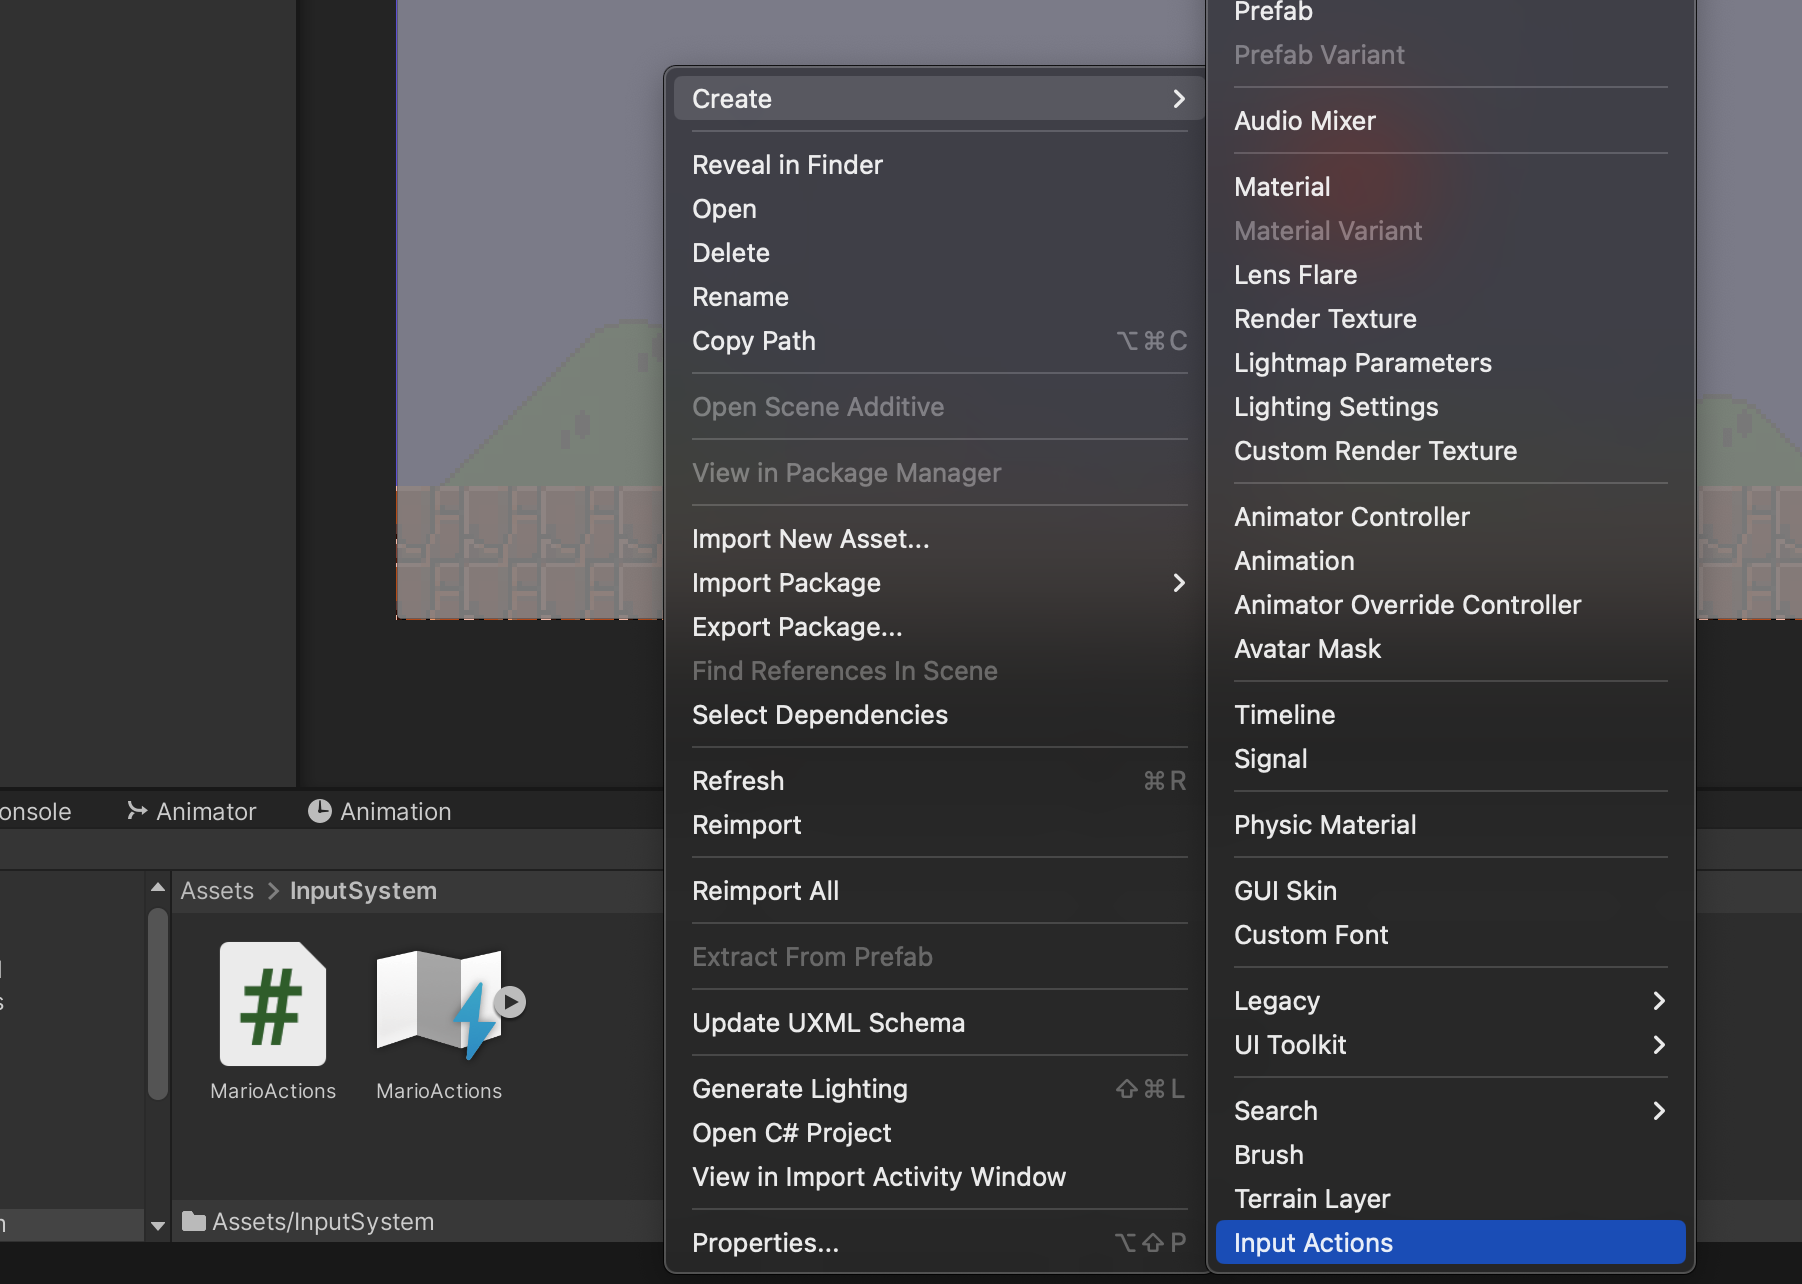 Prefab
Prefab Variant
Audio Mixer
Material
Material Variant
Lens Flare
Render Texture
Lightmap Parameters
Lighting Settings
Custom Render Texture
Animator Controller
Animation
Animator Override Controller
Avatar Mask
Timeline
Signal
Physic Material
GUI Skin
Custom Font
Legacy
UI Toolkit
Search
Brush
Terrain Layer
Input Actions
Create
Reveal in Finder
Open
Delete
Rename
Copy Path ⌥⌘C
Open Scene Additive
View in Package Manager
Import New Asset...
Import Package
Export Package...
Find References In Scene
Select Dependencies
Refresh ⌘R
Reimport
Reimport All
Extract From Prefab
Update UXML Schema
Generate Lighting ⇧⌘L
Open C# Project
View in Import Activity Window
Properties... ⌥⇧P
onsole Animator Animation
Assets > InputSystem
#
MarioActions MarioActions
Assets/InputSystem